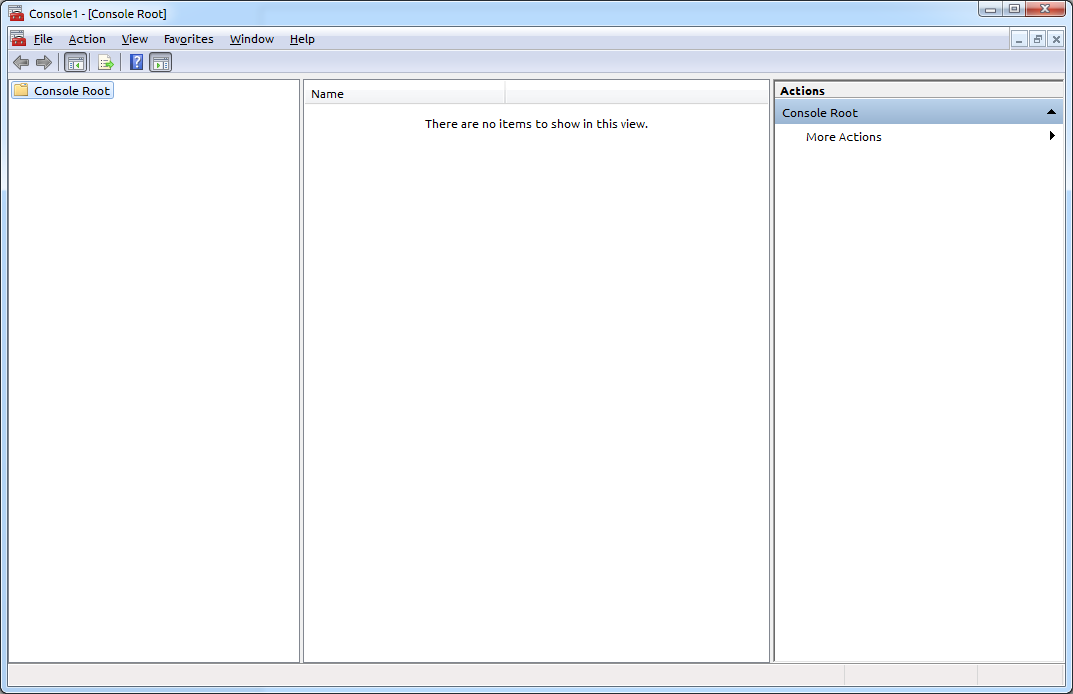 Console1 - [Console Root]
File Action View Favorites Window Help
?
Console Root
Name
There are no items to show in this view.
Actions
Console Root
More Actions